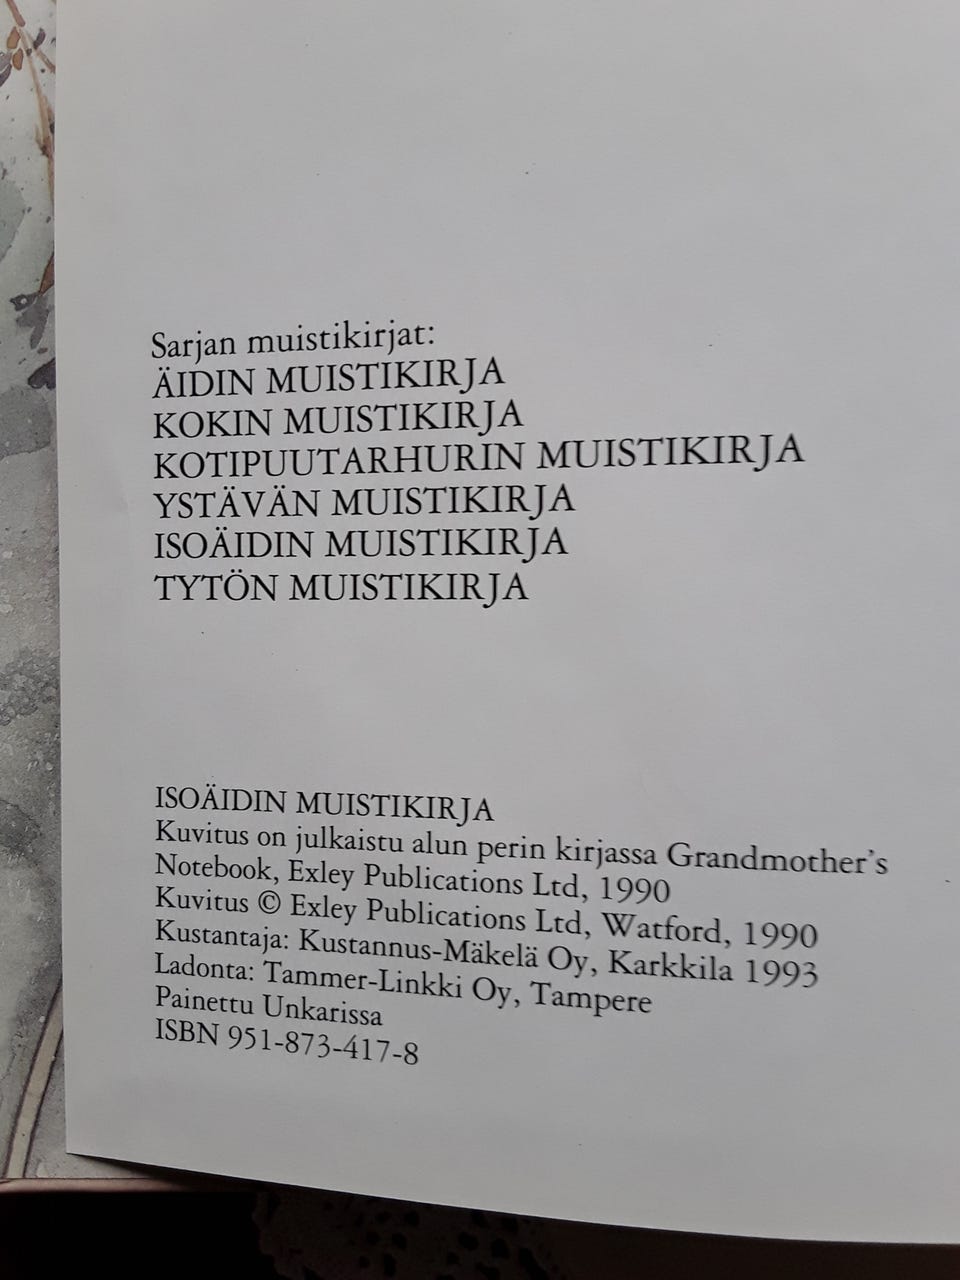 Sarjan muistikirjat:
ÄIDIN MUISTIKIRJA
KOKIN MUISTIKIRJA
KOTIPUUTARHURIN MUISTIKIRJA
YSTÄVÄN MUISTIKIRJA
ISOÄIDIN MUISTIKIRJA
TYTÖN MUISTIKIRJA
ISOÄIDIN MUISTIKIRJA
Kuvitus on julkaistu alun perin kirjassa Grandmother's
Notebook, Exley Publications Ltd, 1990
Kuvitus © Exley Publications Ltd, Watford, 1990
Kustantaja: Kustannus-Mäkelä Oy, Karkkila 1993
Ladonta: Tammer-Linkki Oy, Tampere
Painettu Unkarissa
ISBN 951-873-417-8